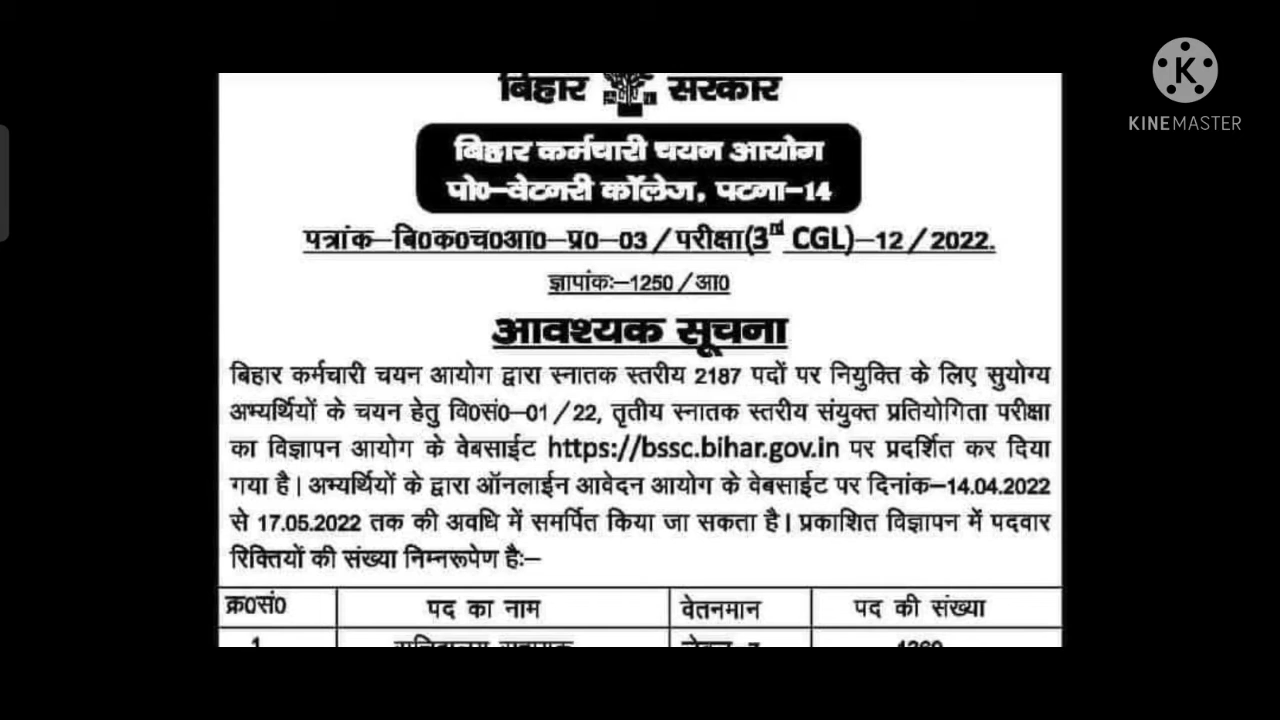 बिहार सरकार
KINEMASTER
बिहार कर्मचारी चयन आयोग
पो0-वेटनरी कॉलेज, पटना-14
पत्रांक-बि0क0च0आ0-प्र0-03/परीक्षा(3rd CGL)-12/2022.
ज्ञापांकः-1250/आ0
आवश्यक सूचना
बिहार कर्मचारी चयन आयोग द्वारा स्नातक स्तरीय 2187 पदों पर नियुक्ति के लिए सुयोग्य
अभ्यर्थियों के चयन हेतु वि0सं0-01/22, तृतीय स्नातक स्तरीय संयुक्त प्रतियोगिता परीक्षा
का विज्ञापन आयोग के वेबसाईट https://bssc.bihar.gov.in पर प्रदर्शित कर दिया
गया है। अभ्यर्थियों के द्वारा ऑनलाईन आवेदन आयोग के वेबसाईट पर दिनांक-14.04.2022
से 17.05.2022 तक की अवधि में समर्पित किया जा सकता है। प्रकाशित विज्ञापन में पदवार
रिक्तियों की संख्या निम्नरूपेण हैः-
क्र0सं0 पद का नाम वेतनमान पद की संख्या